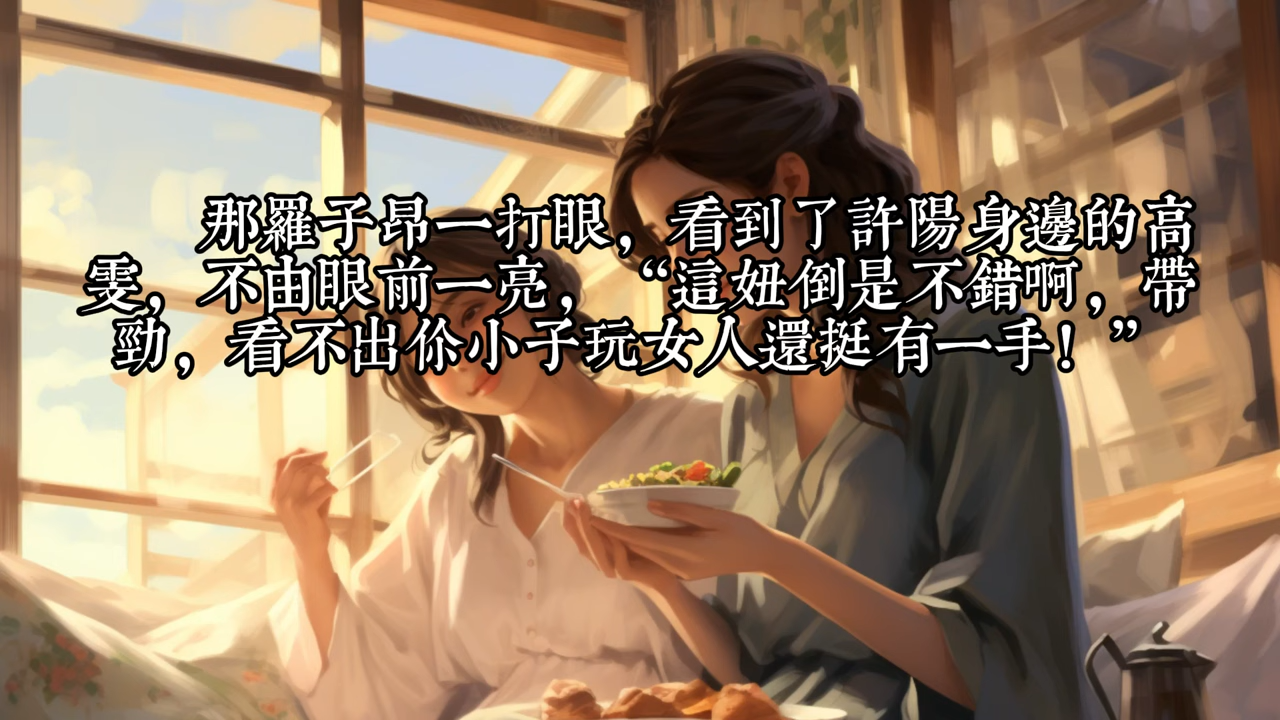 那羅子昂一打眼，看到了許陽身邊的高
雯，不由眼前一亮，“這妞倒是不錯啊，帶
勁，看不出你小子玩女人還挺有一手！”